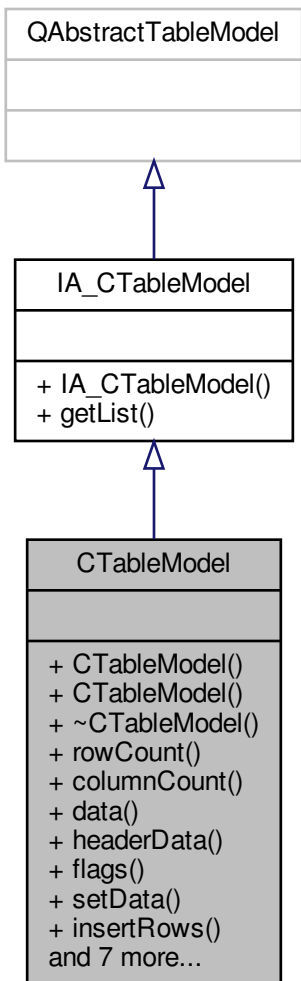 QAbstractTableModel
IA_CTableModel
+ IA_CTableModel()
+ getList()
CTableModel
+ CTableModel()
+ CTableModel()
+ ~CTableModel()
+ rowCount()
+ columnCount()
+ data()
+ headerData()
+ flags()
+ setData()
+ insertRows()
and 7 more...